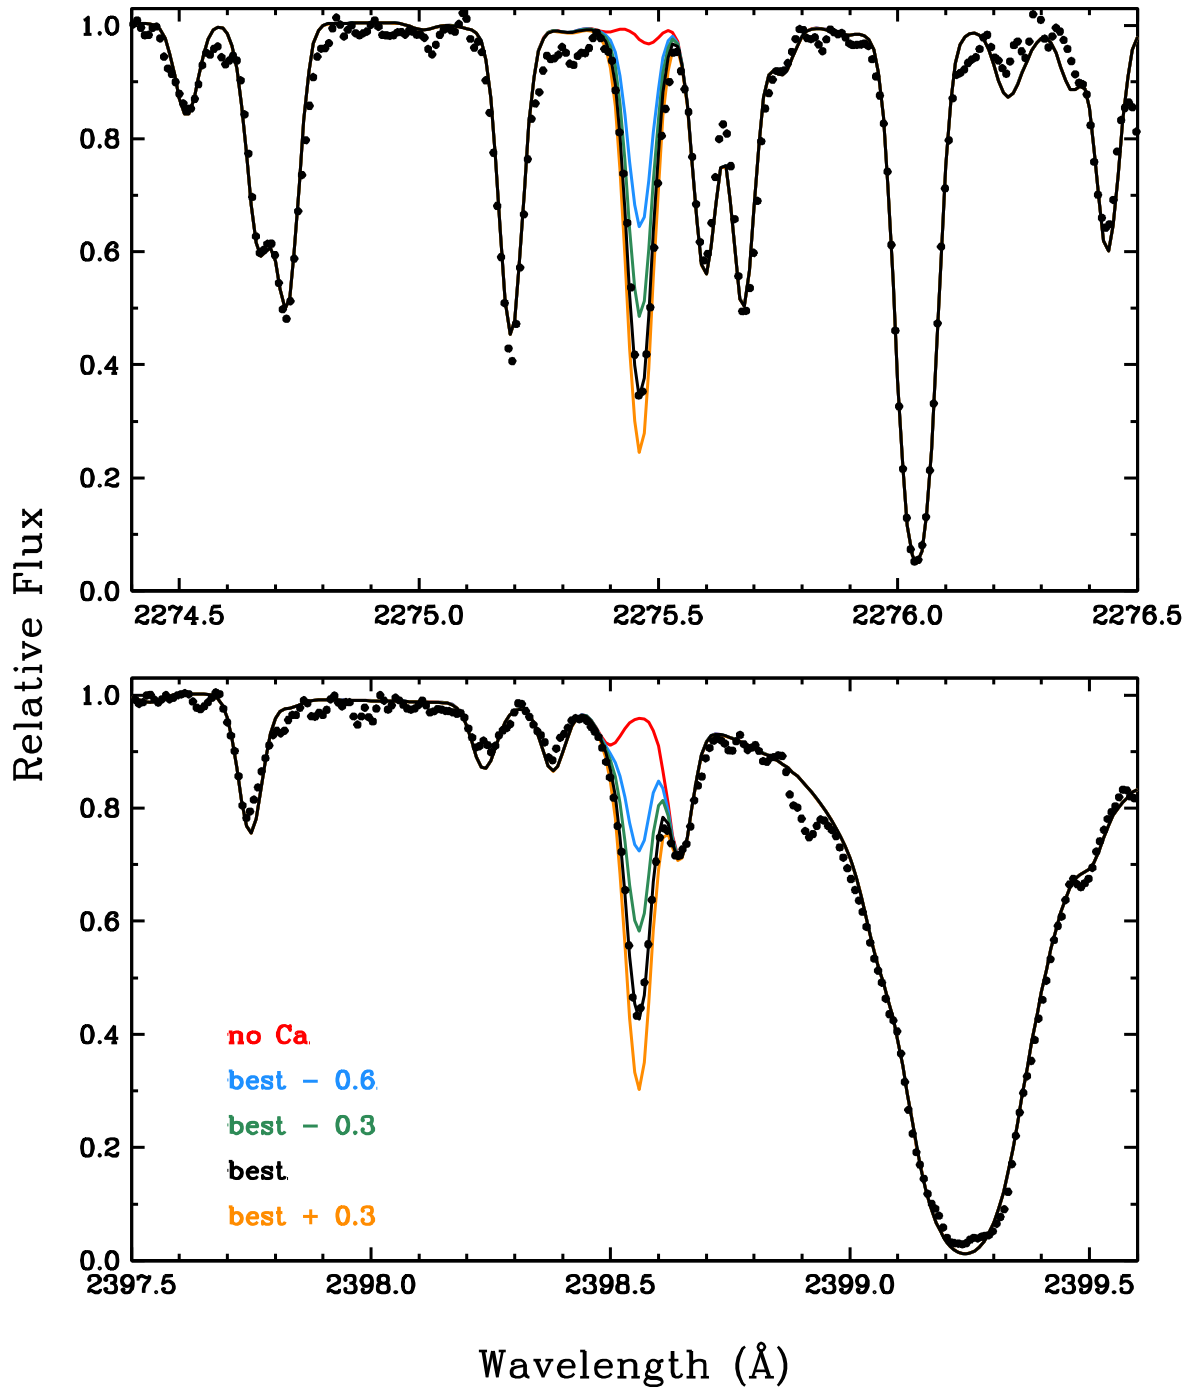 1.0
0.8
0.6
0.4
0.2
0.0
2274.5 2275.0 2275.5 2276.0 2276.5
Relative Flux
1.0
0.8
0.6
0.4
0.2
0.0
no Ca
best - 0.6
best - 0.3
best
best + 0.3
2397.5 2398.0 2398.5 2399.0 2399.5
Wavelength (Å)